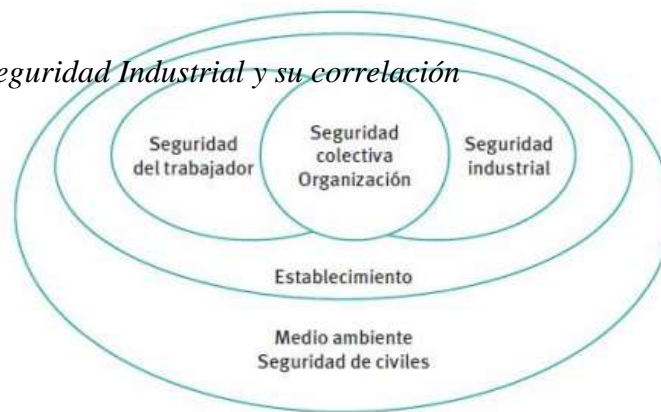 eguridad Industrial y su correlación
Seguridad
del trabajador
Seguridad
colectiva
Organización
Seguridad
industrial
Establecimiento
Medio ambiente
Seguridad de civiles